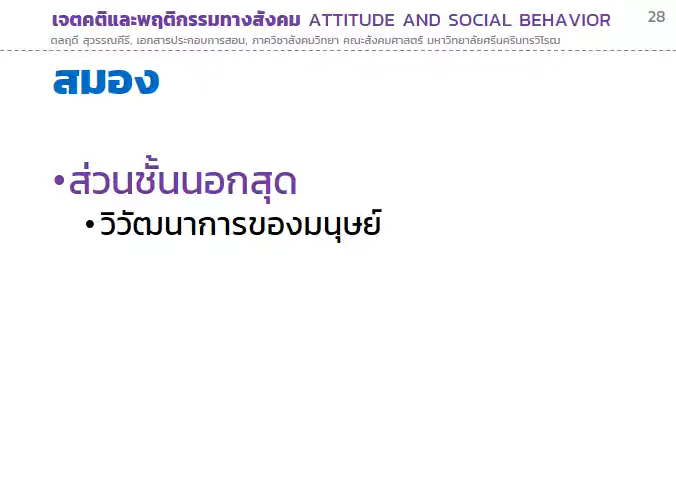 เจตคติและพฤติกรรมทางสังคม ATTITUDE AND SOCIAL BEHAVIOR 28
ดลฤดี สุวรรณคีรี, เอกสารประกอบการสอน, ภาควิชาสังคมวิทยา คณะสังคมศาสตร์ มหาวิทยาลัยศรีนครินทรวิโรฒ
สมอง
•ส่วนชั้นนอกสุด
•วิวัฒนาการของมนุษย์